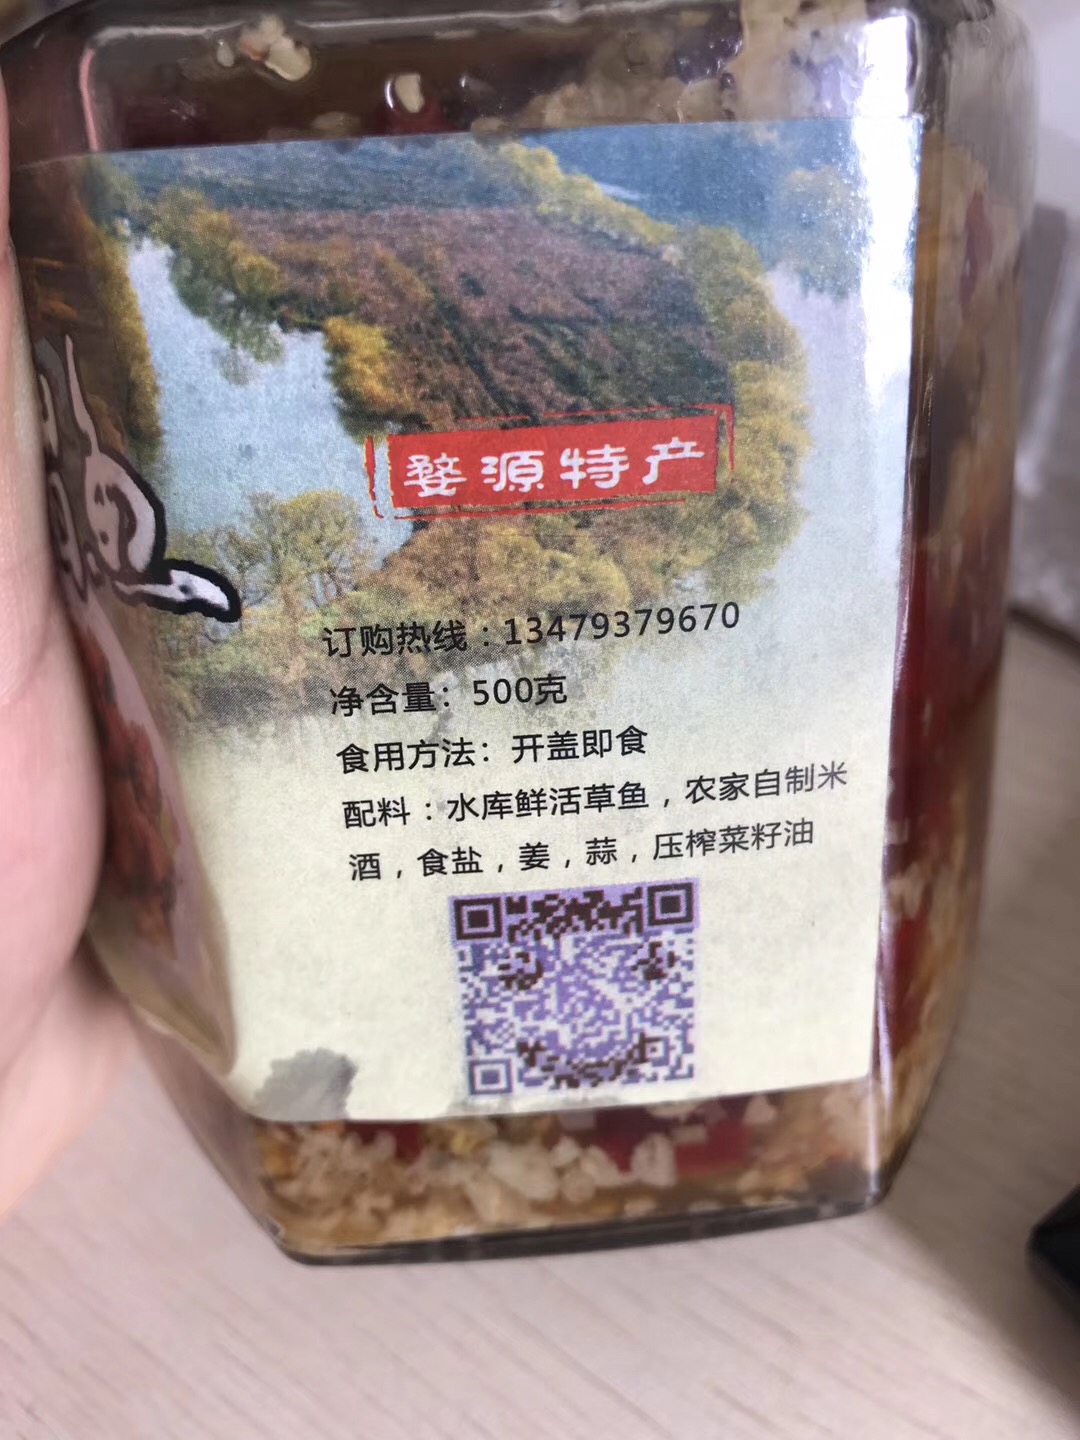 婺源特产
订购热线：13479379670
净含量：500克
食用方法：开盖即食
配料：水库鲜活草鱼，农家自制米
酒，食盐，姜，蒜，压榨菜籽油